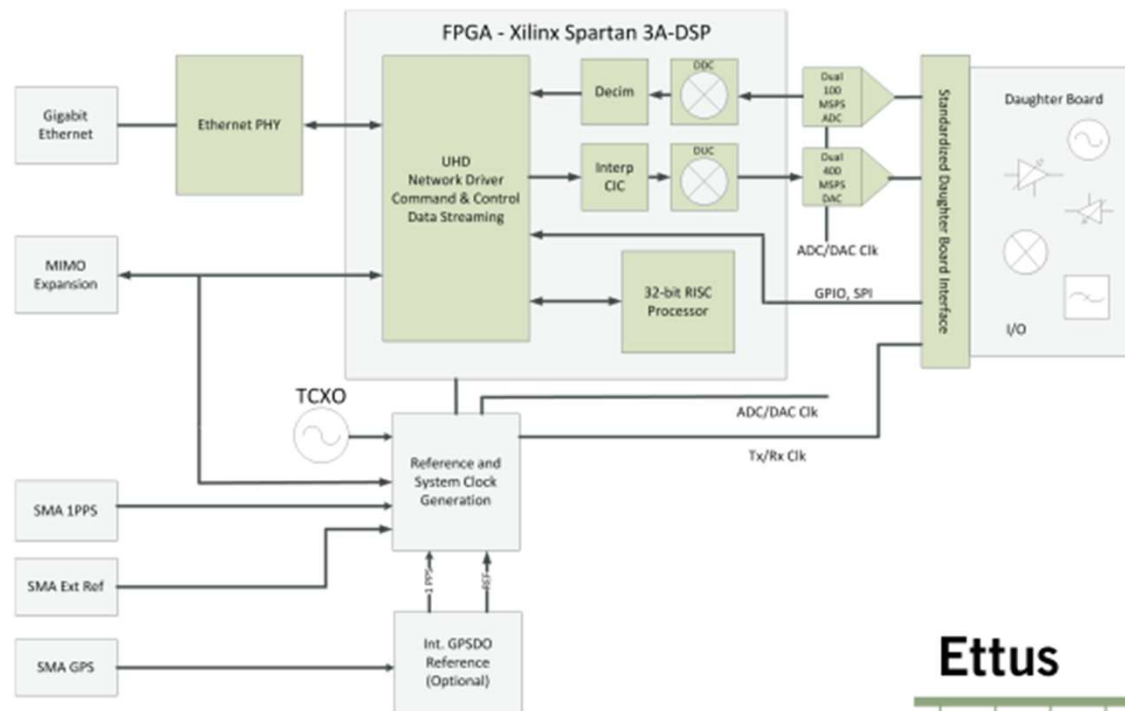 FPGA - Xilinx Spartan 3A-DSP
Gigabit
Ethernet
Ethernet PHY
UHD
Network Driver
Command & Control
Data Streaming
Decim
DDC
Dual
100
MSPS
ADC
Interp
CIC
DUC
Dual
400
MSPS
DAC
ADC/DAC Clk
Standardized Daughter Board Interface
Daughter Board
I/O
MIMO
Expansion
32-bit RISC
Processor
GPIO, SPI
TCXO
ADC/DAC Clk
Tx/Rx Clk
Reference and
System Clock
Generation
SMA 1PPS
SMA Ext Ref
1 PPS
REF
SMA GPS
Int. GPSDO
Reference
(Optional)
Ettus